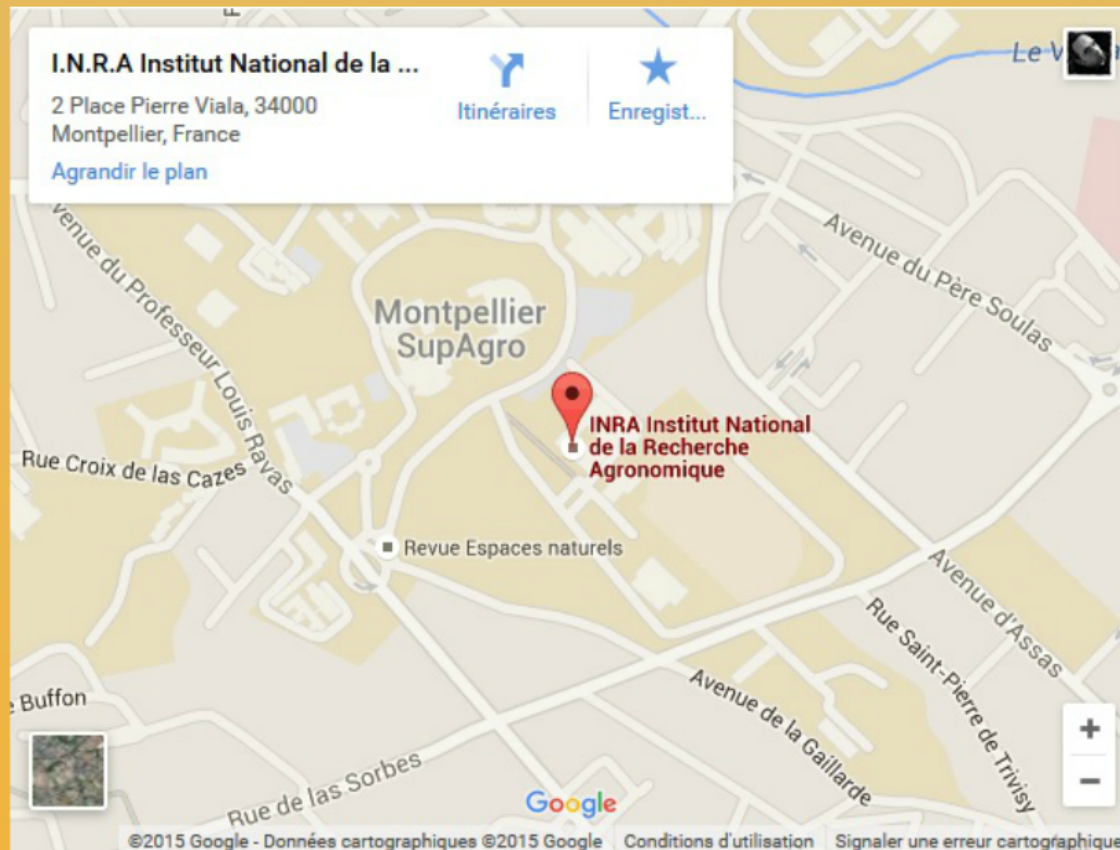 I.N.R.A Institut National de la ...
2 Place Pierre Viala, 34000
Montpellier, France
Agrandir le plan
Itinéraires
Enregist...
Le
Avenue du Père Soulas
venue du Professeur Louis Ravas
Montpellier
SupAgro
INRA Institut National
de la Recherche
Agronomique
Rue Croix de las Cazes
Revue Espaces naturels
Avenue d'Assas
Rue Saint-Pierre de Trivisy
Buffon
Avenue de la Gaillarde
Rue de las Sorbes
+
−
Google
©2015 Google - Données cartographiques ©2015 Google
Conditions d'utilisation
Signaler une erreur cartographique